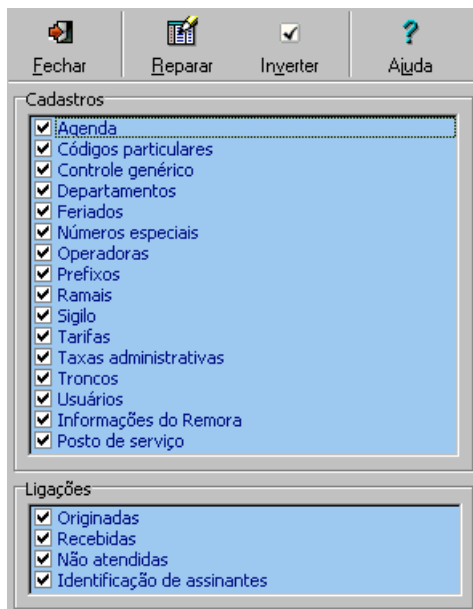 Fechar
Reparar
Inverter
Ajuda
Cadastros
Agenda
Códigos particulares
Controle genérico
Departamentos
Feriados
Números especiais
Operadoras
Prefixos
Ramais
Sigilo
Tarifas
Taxas administrativas
Troncos
Usuários
Informações do Remora
Posto de serviço
Ligações
Originadas
Recebidas
Não atendidas
Identificação de assinantes